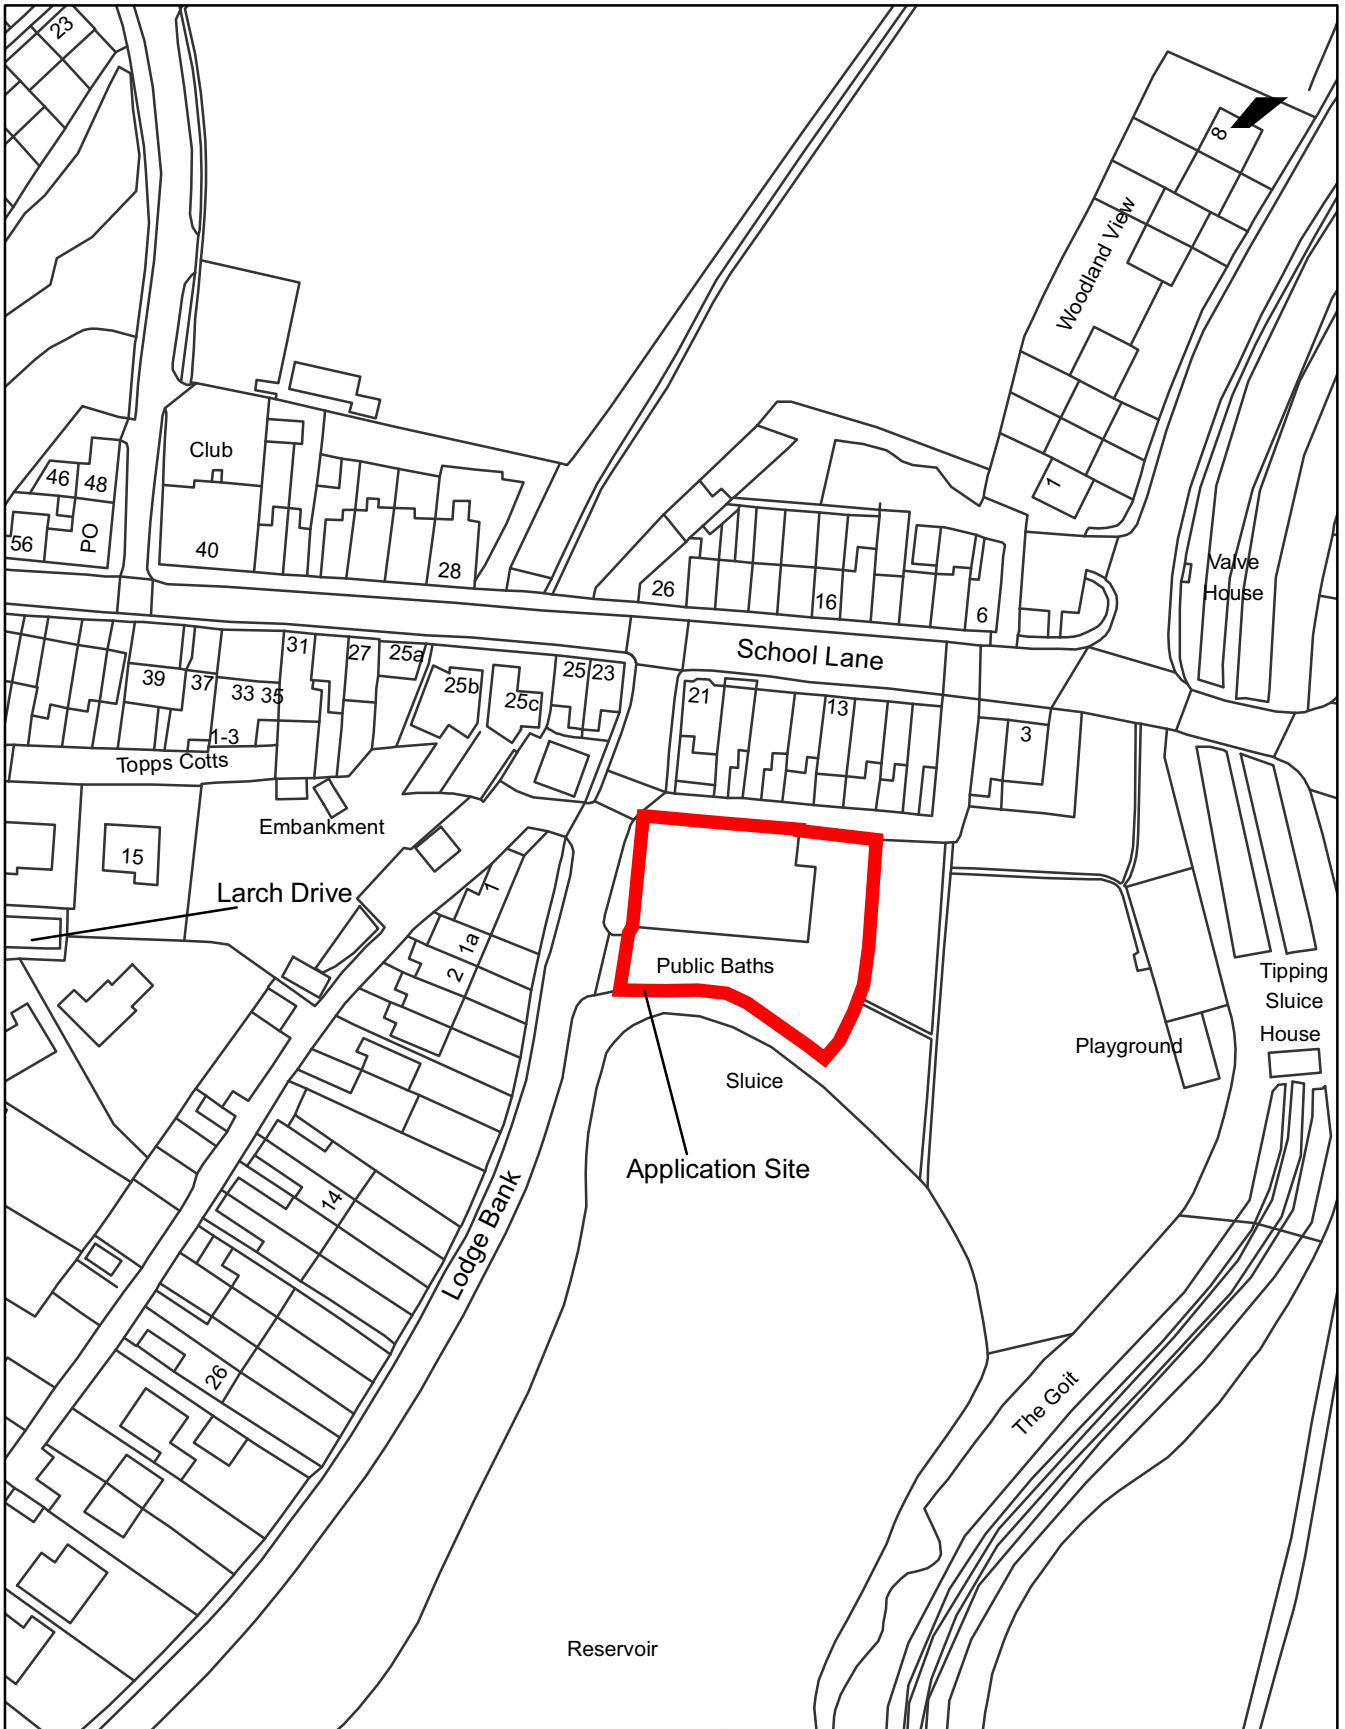 23
8
Woodland View
Club
46
48
PO
56
40
28
1
Valve
House
26
16
6
School Lane
31
27
25a
39
37
33 35
25b
25c
25
23
21
13
3
1-3
Topps Cotts
Embankment
15
Larch Drive
1
1a
2
Public Baths
Tipping
Sluice
House
Playground
Sluice
Application Site
14
Lodge Bank
26
The Goit
Reservoir